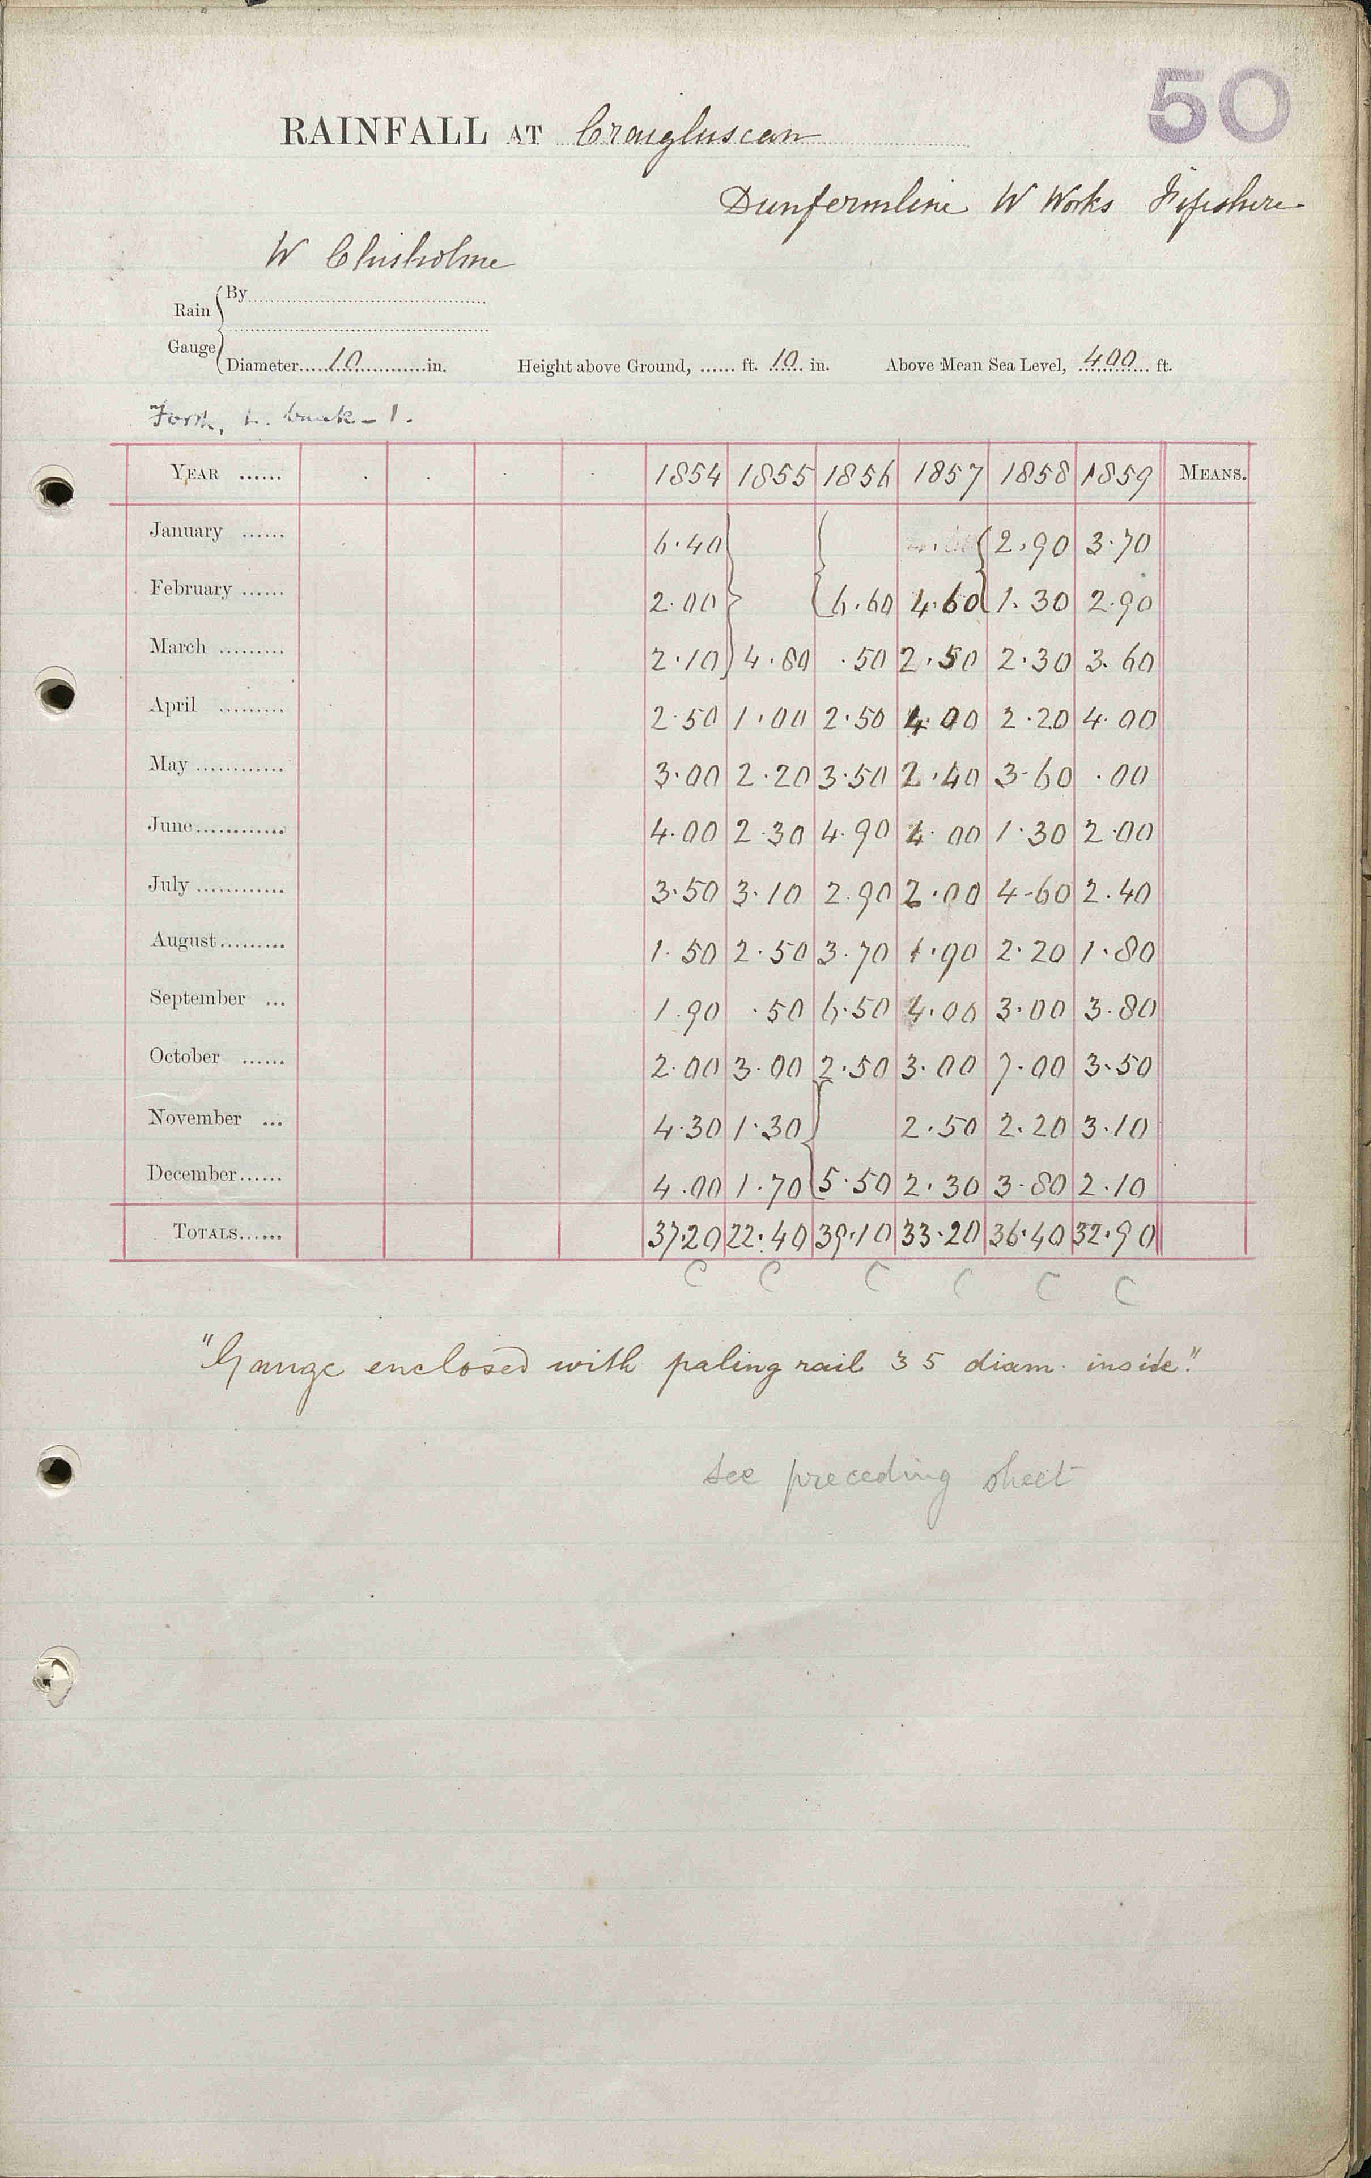 50
RAINFALL AT Craigluscan
Dunfermline W Works Fifeshire
W Chisholme
Rain Gauge { By
Diameter 10 in. Height above Ground, ...... ft. 10 in. Above Mean Sea Level, 400 ft.
Forth, L. bank - 1.
YEAR ...... 1854 1855 1856 1857 1858 1859 MEANS.
January ...... 6.40 2.90 3.70
February ...... 2.00 6.60 4.60 1.30 2.90
March ......... 2.10 4.80 .50 2.50 2.30 3.60
April ......... 2.50 1.00 2.50 4.00 2.20 4.00
May ............ 3.00 2.20 3.50 2.40 3.60 .00
June............ 4.00 2.30 4.90 4.00 1.30 2.00
July ............ 3.50 3.10 2.90 2.00 4.60 2.40
August......... 1.50 2.50 3.70 1.90 2.20 1.80
September ... 1.90 .50 6.50 4.00 3.00 3.80
October ...... 2.00 3.00 2.50 3.00 7.00 3.50
November ... 4.30 1.30 2.50 2.20 3.10
December...... 4.00 1.70 5.50 2.30 3.80 2.10
TOTALS...... 37.20 22.40 39.10 33.20 36.40 32.90
C C C C C C
"Gauge enclosed with paling rail 35 diam. inside."
see preceding sheet